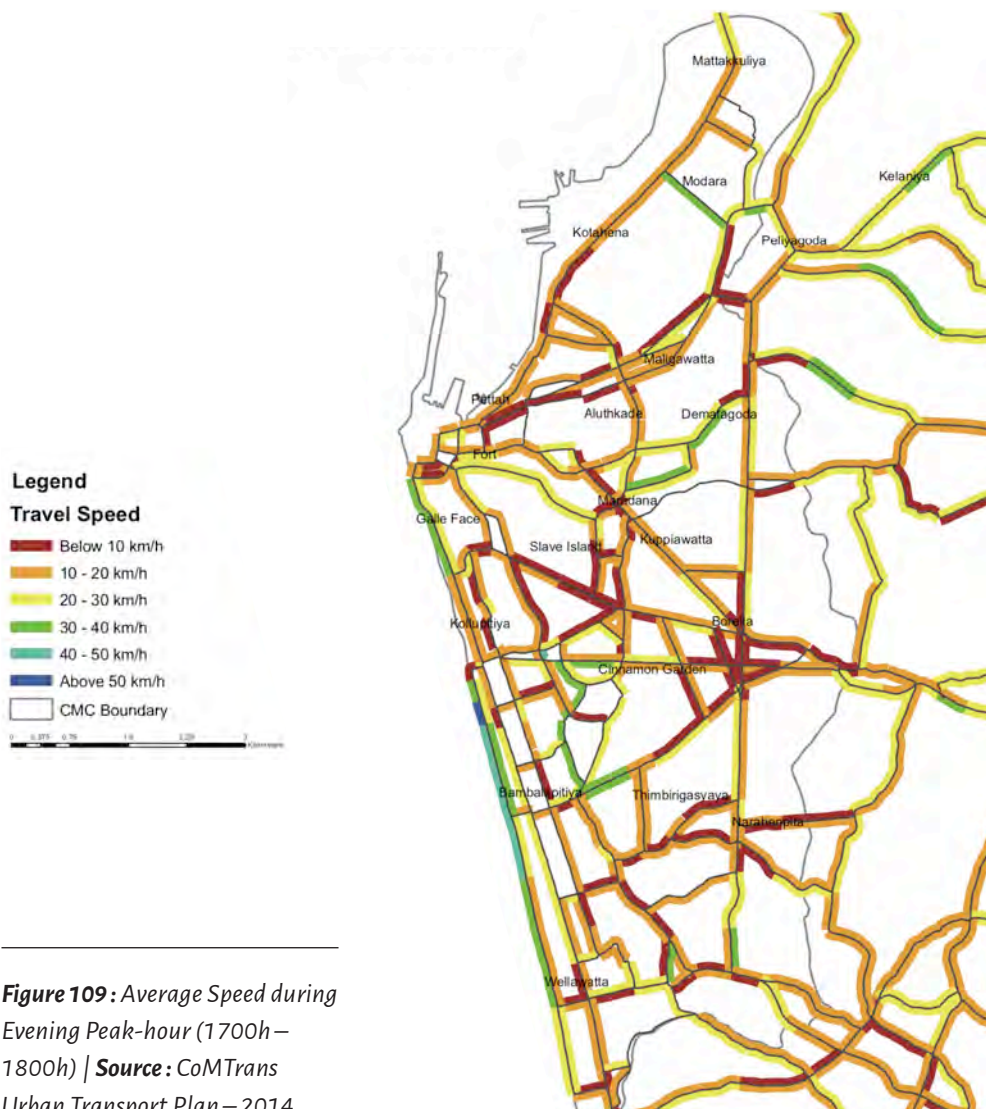 Mattakkuliya
Kelaniya
Modara
Kotahena
Peliyagoda
Maligawatta
Pettah
Aluthkade
Dematagoda
Fort
Legend
Travel Speed
Below 10 km/h
10 - 20 km/h
20 - 30 km/h
30 - 40 km/h
40 - 50 km/h
Above 50 km/h
CMC Boundary
Maradana
Galle Face
Slave Island
Kuppiawatta
Kollupitiya
Borella
Cinnamon Garden
Bambalapitiya
Thimbirigasyaya
Narahenpita
Wellawatta
Figure 109 : Average Speed during
Evening Peak-hour (1700h –
1800h) | Source : CoMTrans
Urban Transport Plan – 2014